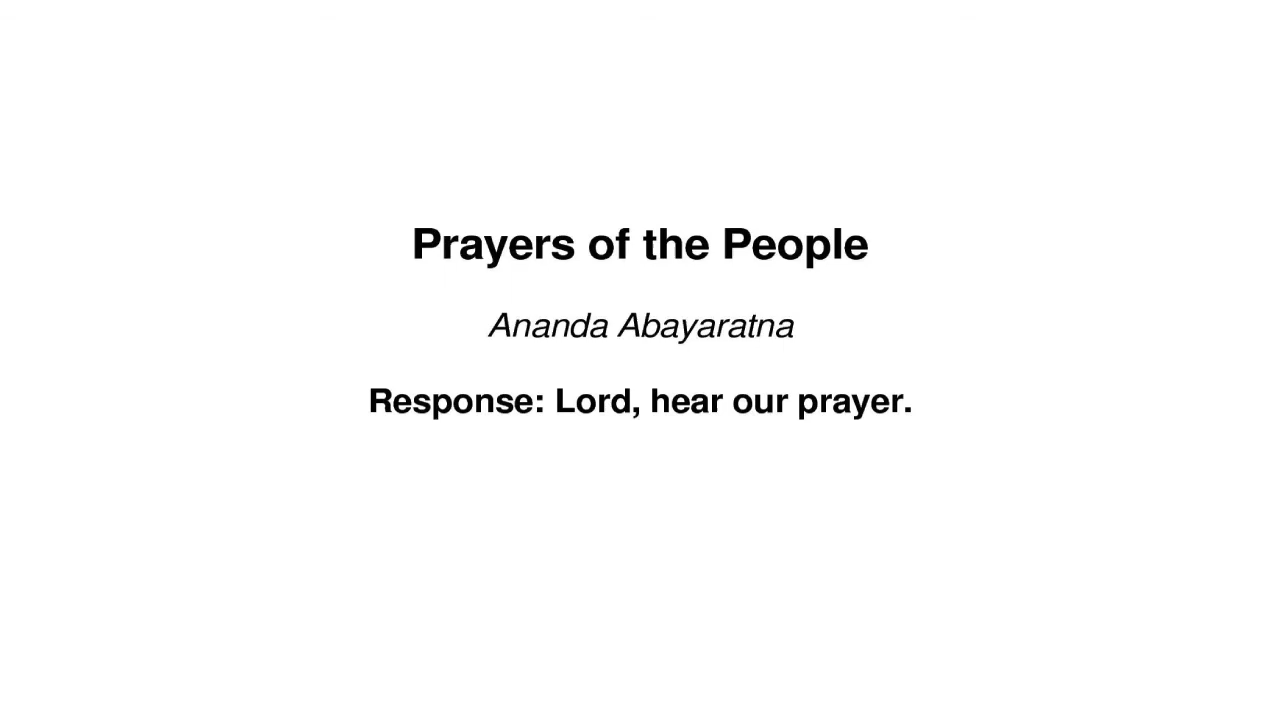 Prayers of the People
Ananda Abayaratna
Response: Lord, hear our prayer.